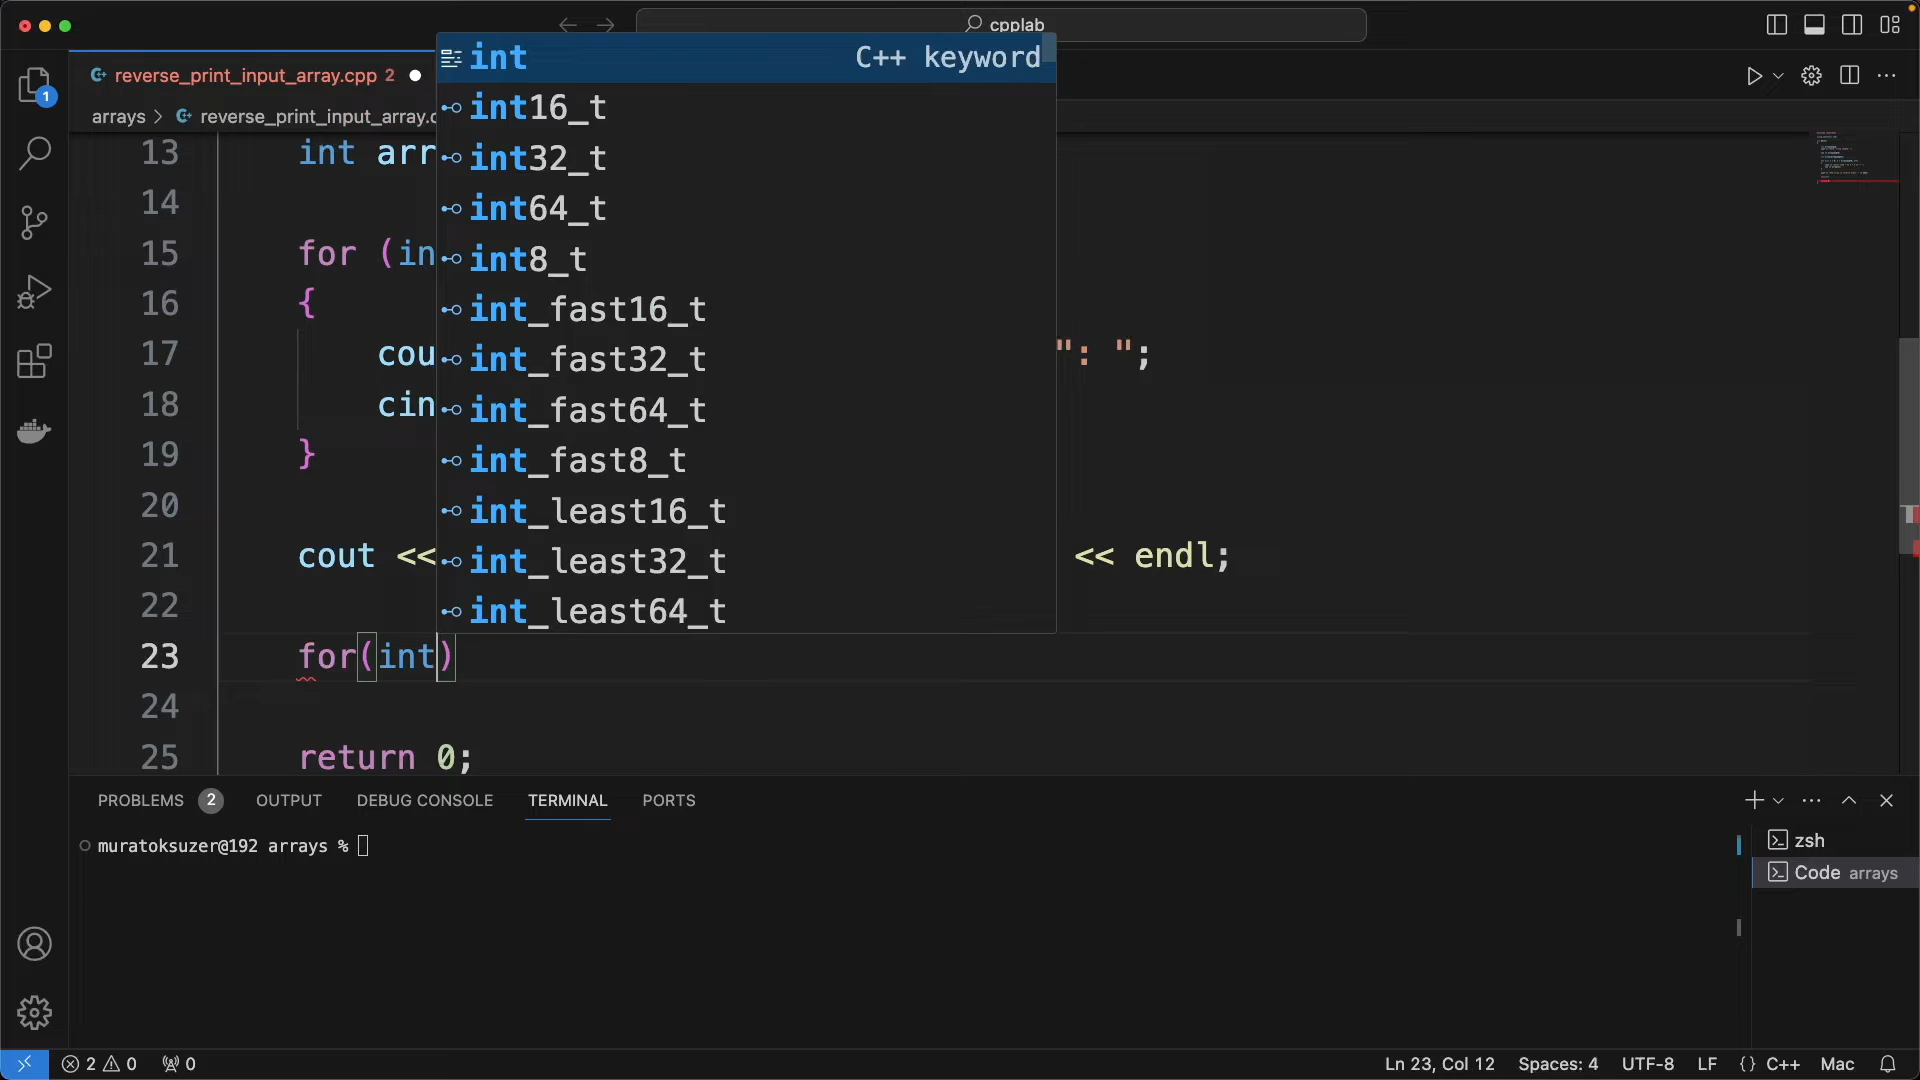 cpplab
reverse_print_input_array.cpp 2
1
arrays > reverse_print_input_array.c
int C++ keyword
int16_t
int32_t
int64_t
int8_t
int_fast16_t
int_fast32_t
int_fast64_t
int_fast8_t
int_least16_t
int_least32_t
int_least64_t
13 int arr
14
15 for (in
16 {
17 cou ": ";
18 cin
19 }
20
21 cout << << endl;
22
23 for(int)
24
25 return 0;
PROBLEMS 2 OUTPUT DEBUG CONSOLE TERMINAL PORTS
muratoksuzer@192 arrays %
zsh
Code arrays
2 0 0 Ln 23, Col 12 Spaces: 4 UTF-8 LF {} C++ Mac